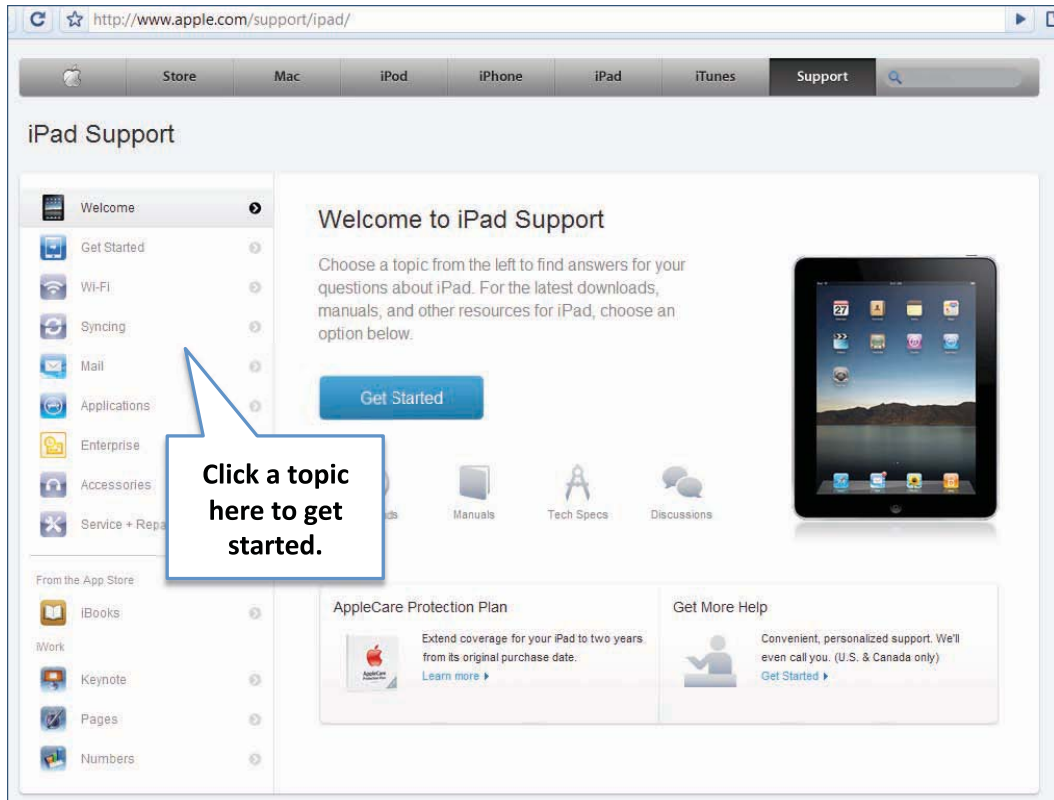 http://www.apple.com/support/ipad/
Store Mac iPod iPhone iPad iTunes Support
iPad Support
Welcome
Get Started
Wi-Fi
Syncing
Mail
Applications
Enterprise
Accessories
Service +
From the App Store
iBooks
iWork
Keynote
Pages
Numbers
Welcome to iPad Support
Choose a topic from the left to find answers for your
questions about iPad. For the latest downloads,
manuals, and other resources for iPad, choose an
option below.
Get Started
Manuals Tech Specs Discussions
Click a topic
here to get
started.
27
AppleCare Protection Plan
Extend coverage for your iPad to two years
from its original purchase date.
Learn more
AppleCare
Get More Help
Convenient, personalized support. We'll
even call you. (U.S. & Canada only)
Get Started